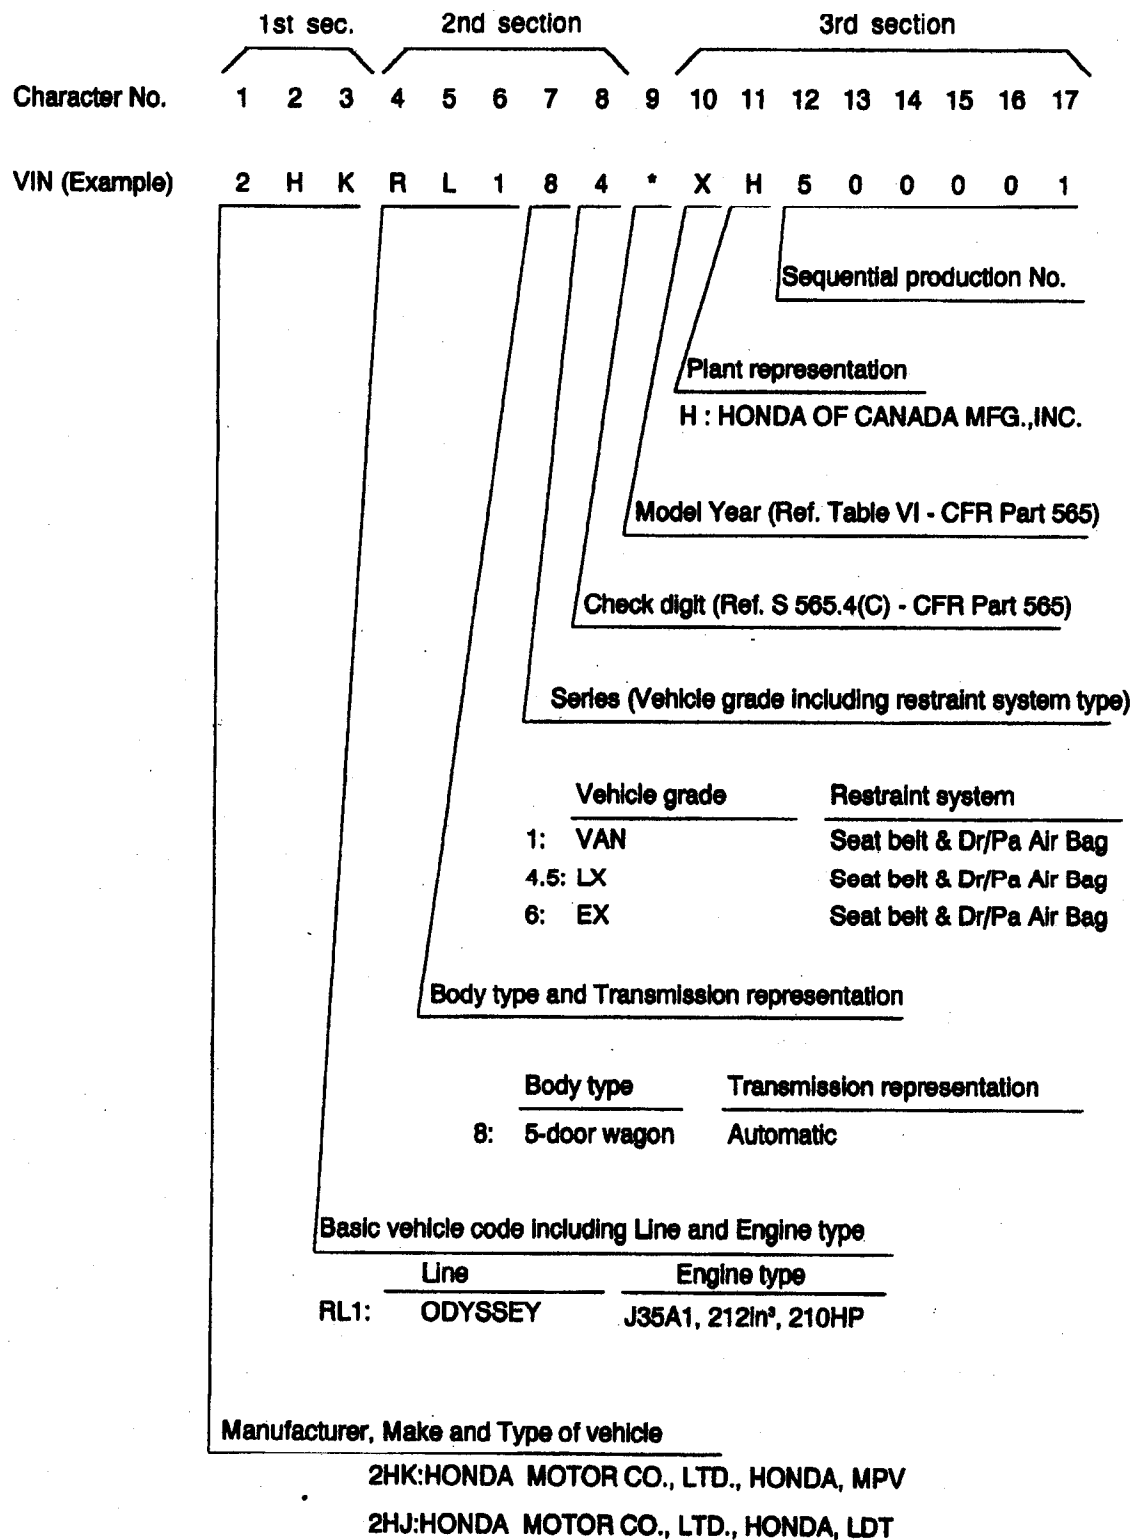 1st sec. 2nd section 3rd section
Character No. 1 2 3 4 5 6 7 8 9 10 11 12 13 14 15 16 17
VIN (Example) 2 H K R L 1 8 4 * X H 5 0 0 0 0 1
Sequential production No.
Plant representation
H : HONDA OF CANADA MFG.,INC.
Model Year (Ref. Table VI - CFR Part 565)
Check digit (Ref. S 565.4(C) - CFR Part 565)
Series (Vehicle grade including restraint system type)
Vehicle grade Restraint system
1: VAN Seat belt & Dr/Pa Air Bag
4.5: LX Seat belt & Dr/Pa Air Bag
6: EX Seat belt & Dr/Pa Air Bag
Body type and Transmission representation
Body type Transmission representation
8: 5-door wagon Automatic
Basic vehicle code including Line and Engine type
Line Engine type
RL1: ODYSSEY J35A1, 212in³, 210HP
Manufacturer, Make and Type of vehicle
2HK:HONDA MOTOR CO., LTD., HONDA, MPV
2HJ:HONDA MOTOR CO., LTD., HONDA, LDT